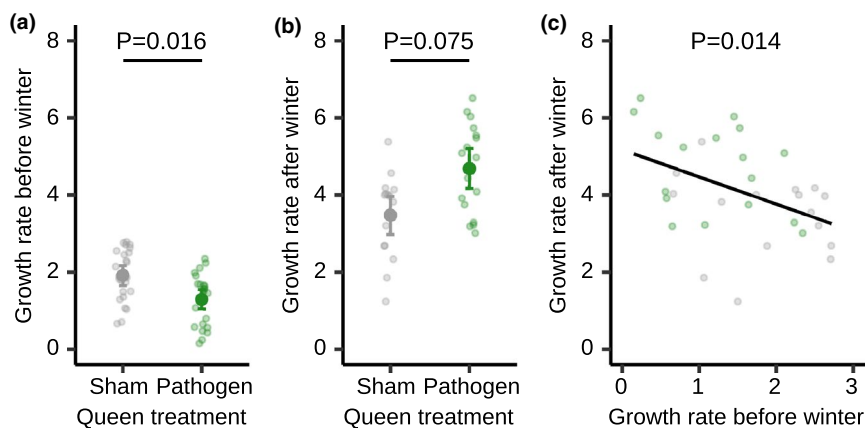 (a)
P=0.016
Growth rate before winter
8
6
4
2
0
Sham Pathogen
Queen treatment
(b)
P=0.075
Growth rate after winter
8
6
4
2
0
Sham Pathogen
Queen treatment
(c)
P=0.014
Growth rate after winter
8
6
4
2
0
0 1 2 3
Growth rate before winter